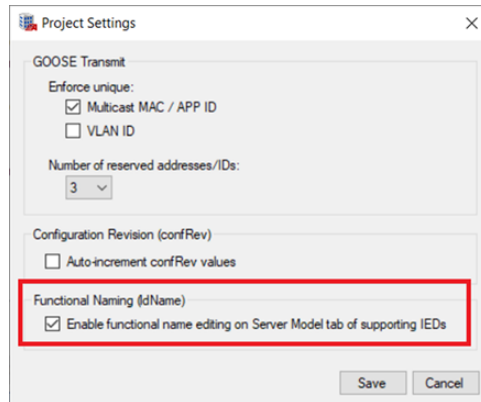 Project Settings
GOOSE Transmit
Enforce unique:
Multicast MAC / APP ID
VLAN ID
Number of reserved addresses/IDs:
3
Configuration Revision (confRev)
Auto-increment confRev values
Functional Naming (ldName)
Enable functional name editing on Server Model tab of supporting IEDs
Save Cancel